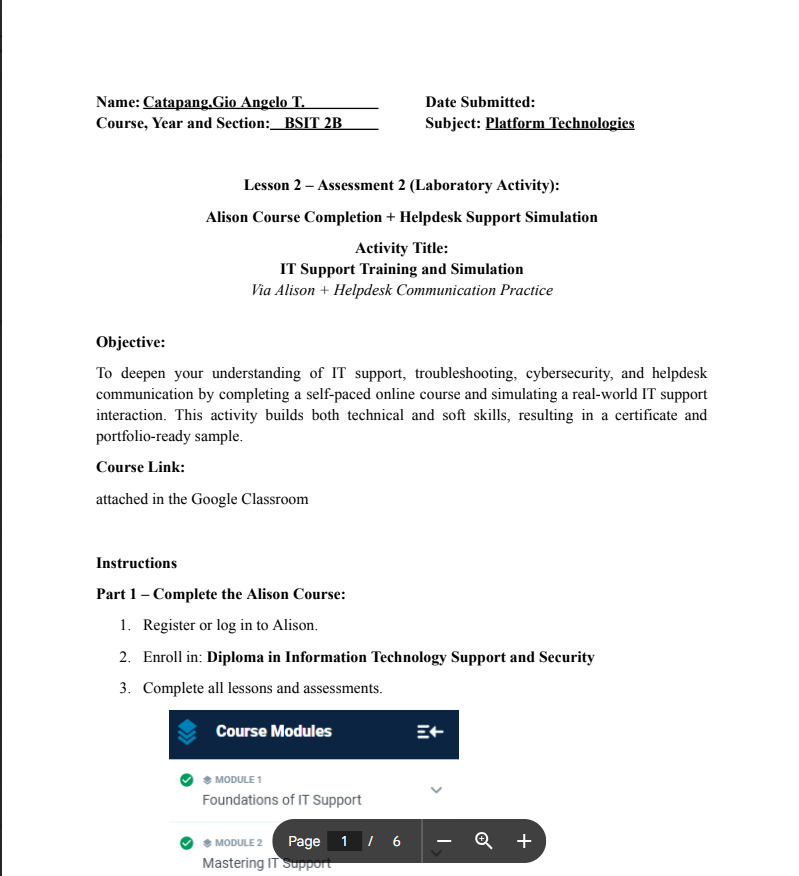 Name: Catapang,Gio Angelo T. Date Submitted:
Course, Year and Section: BSIT 2B Subject: Platform Technologies
Lesson 2 – Assessment 2 (Laboratory Activity):
Alison Course Completion + Helpdesk Support Simulation
Activity Title:
IT Support Training and Simulation
Via Alison + Helpdesk Communication Practice
Objective:
To deepen your understanding of IT support, troubleshooting, cybersecurity, and helpdesk
communication by completing a self-paced online course and simulating a real-world IT support
interaction. This activity builds both technical and soft skills, resulting in a certificate and
portfolio-ready sample.
Course Link:
attached in the Google Classroom
Instructions
Part 1 – Complete the Alison Course:
1. Register or log in to Alison.
2. Enroll in: Diploma in Information Technology Support and Security
3. Complete all lessons and assessments.
Course Modules
MODULE 1
Foundations of IT Support
MODULE 2
Mastering IT Support
Page 1 / 6